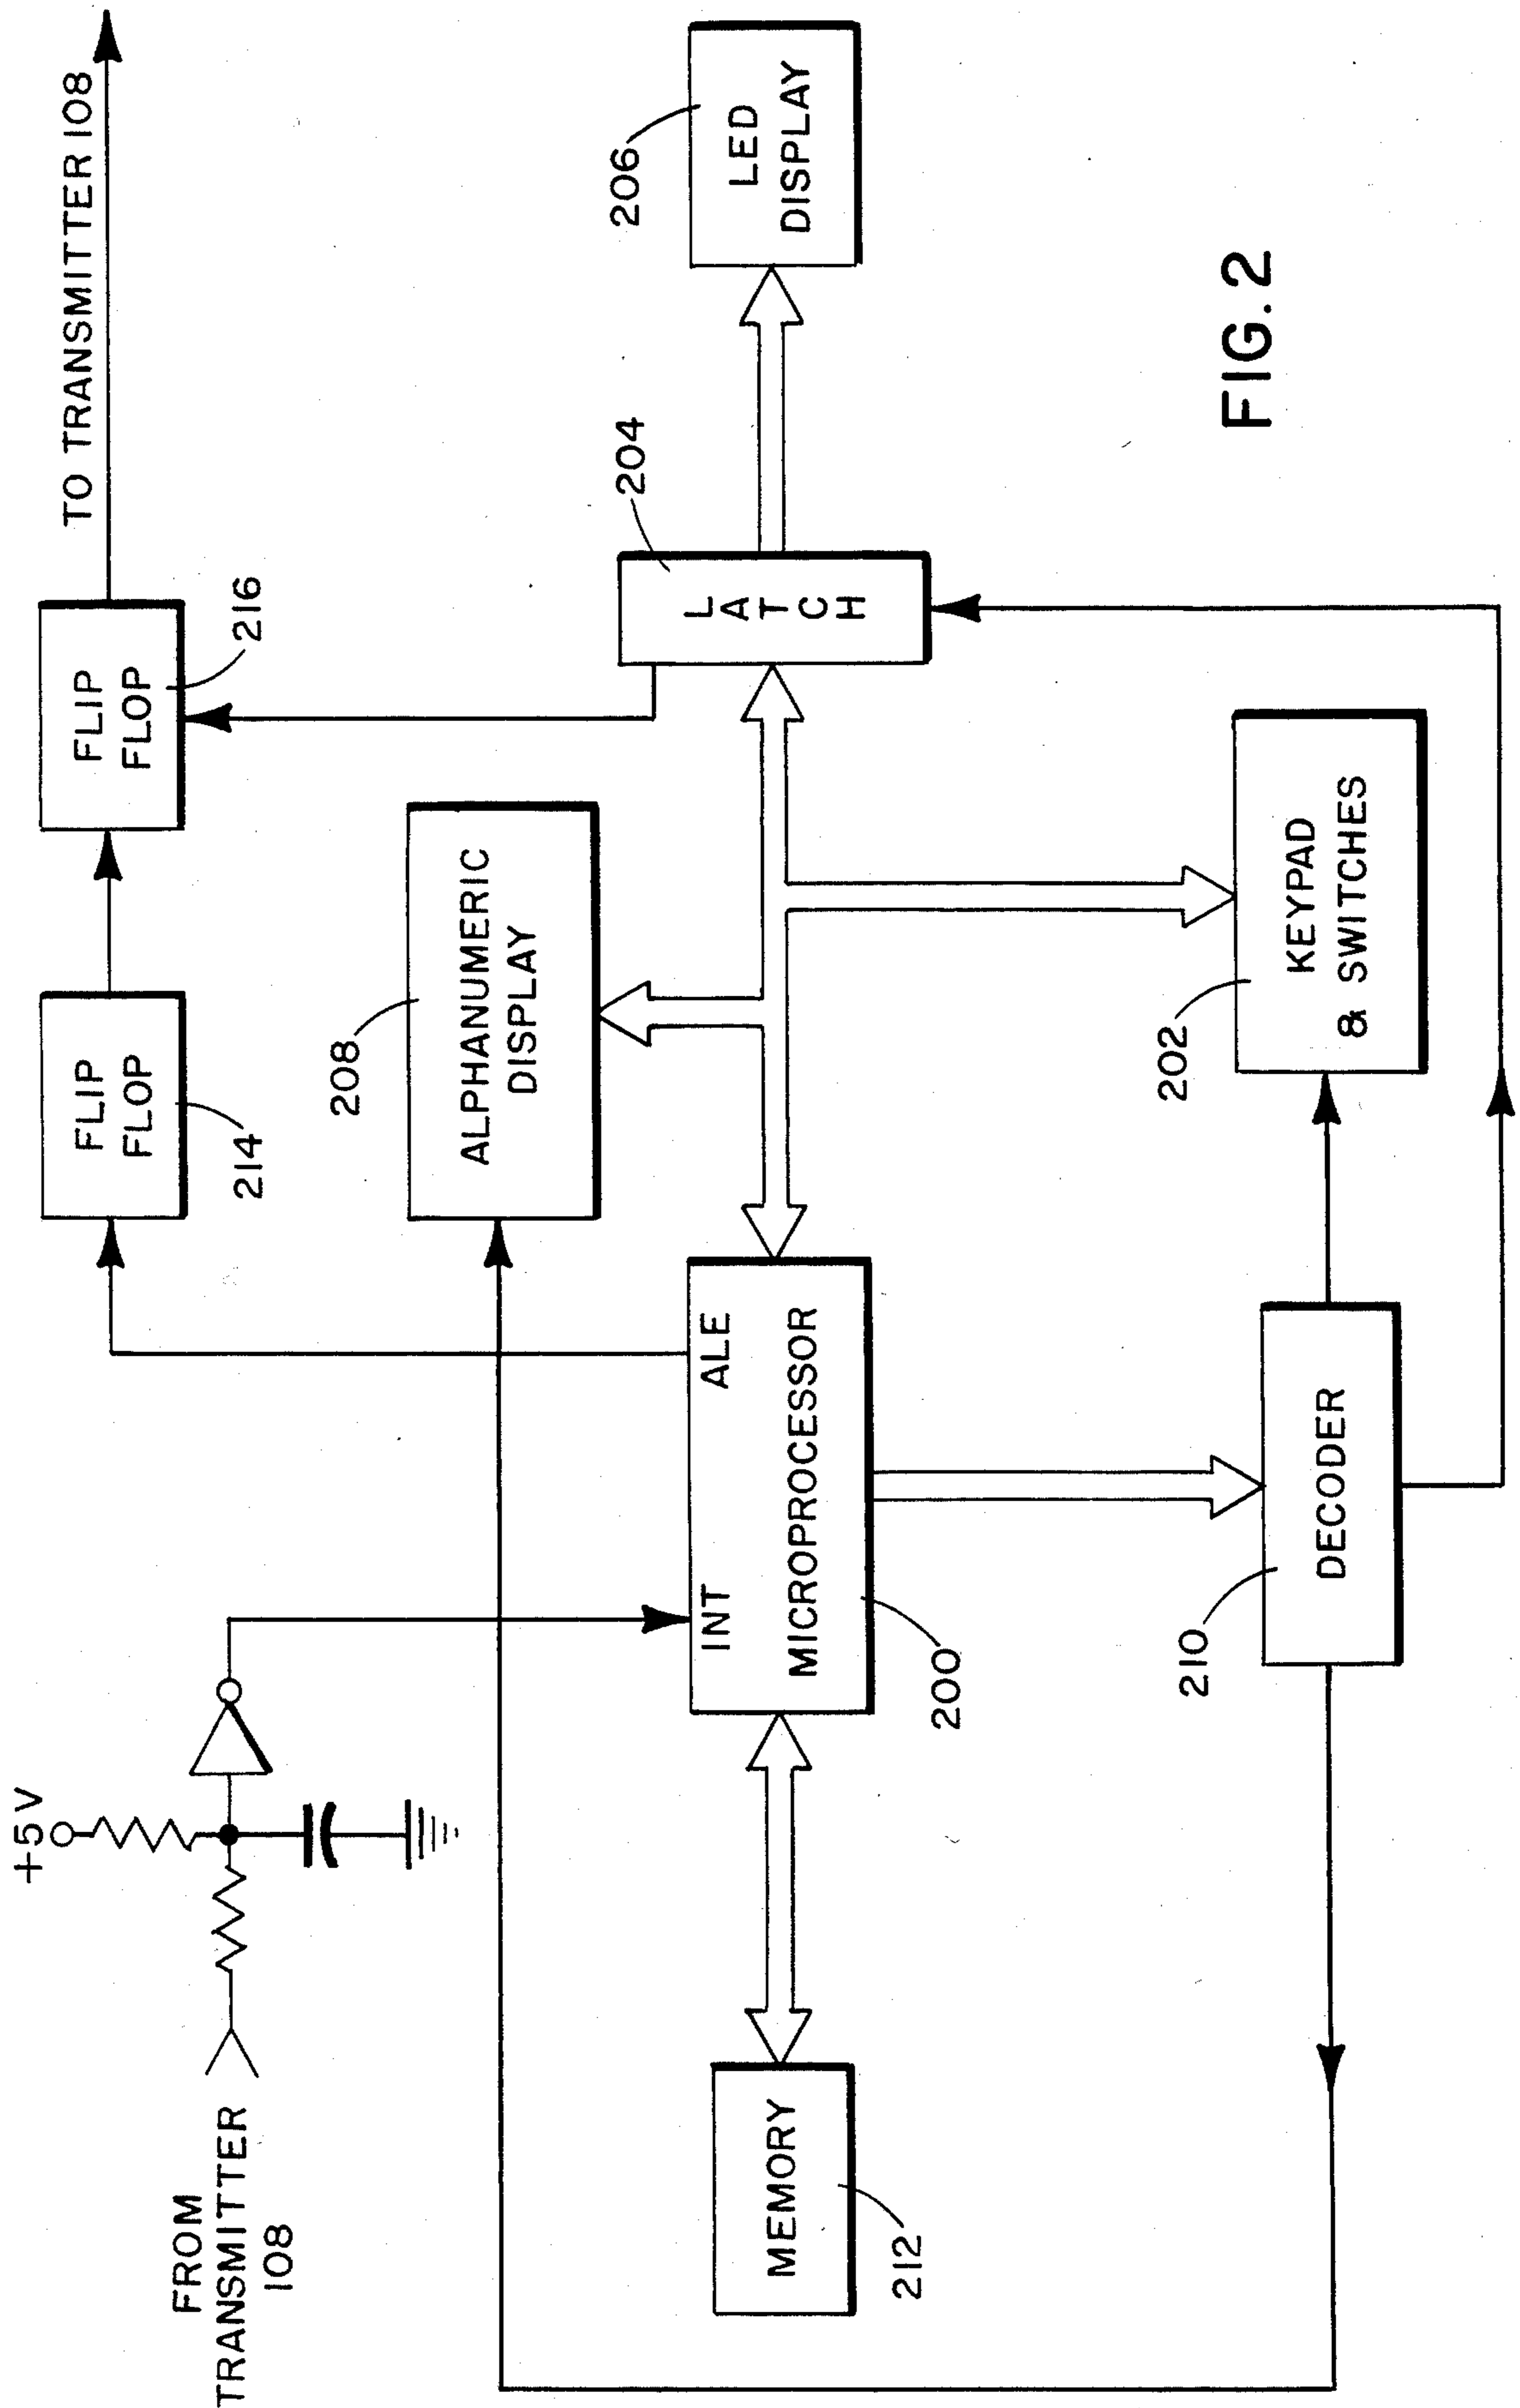 +5V
FROM
TRANSMITTER
108
TO TRANSMITTER 108
FLIP
FLOP
214
FLIP
FLOP
216
208
ALPHANUMERIC
DISPLAY
INT
ALE
MICROPROCESSOR
200
MEMORY
212
204
LATCH
206
LED
DISPLAY
210
DECODER
202
KEYPAD
& SWITCHES
FIG. 2